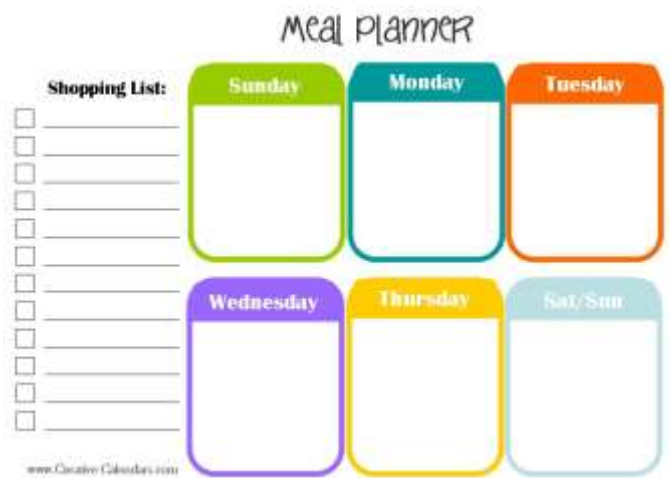 Meal Planner
Shopping List:
Sunday
Monday
Tuesday
Wednesday
Thursday
Sat/Sun
www.Creative-Calendars.com